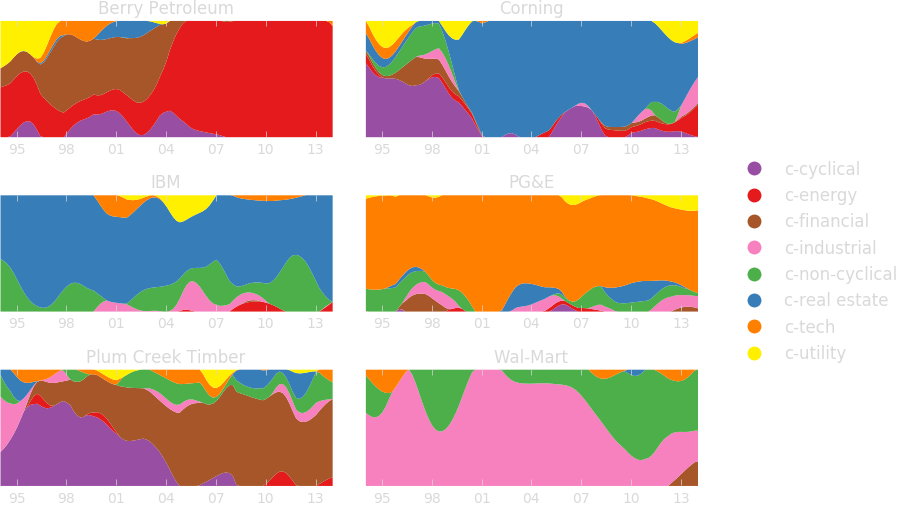 Berry Petroleum
Corning
95 98 01 04 07 10 13
95 98 01 04 07 10 13
IBM
PG&E
95 98 01 04 07 10 13
95 98 01 04 07 10 13
Plum Creek Timber
Wal-Mart
95 98 01 04 07 10 13
95 98 01 04 07 10 13
c-cyclical
c-energy
c-financial
c-industrial
c-non-cyclical
c-real estate
c-tech
c-utility